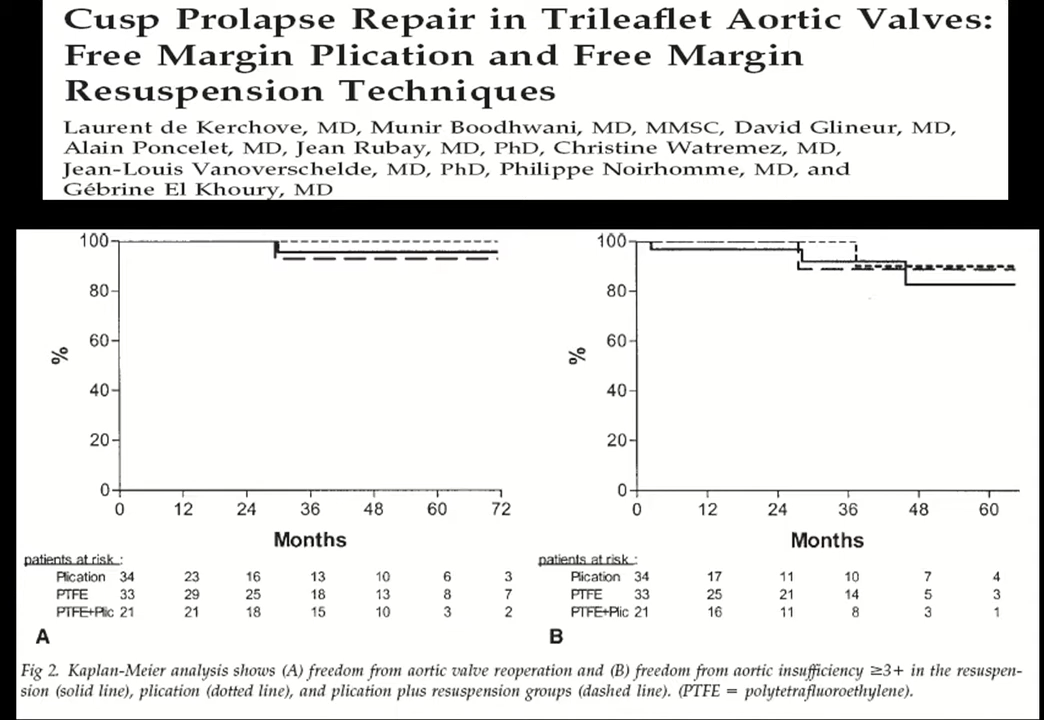 Cusp Prolapse Repair in Trileaflet Aortic Valves:
Free Margin Plication and Free Margin
Resuspension Techniques
Laurent de Kerchove, MD, Munir Boodhwani, MD, MMSC, David Glineur, MD,
Alain Poncelet, MD, Jean Rubay, MD, PhD, Christine Watremez, MD,
Jean-Louis Vanoverschelde, MD, PhD, Philippe Noirhomme, MD, and
Gébrine El Khoury, MD
100
80
60
40
20
0
%
0 12 24 36 48 60 72
Months
patients at risk :
Plication 34 23 16 13 10 6 3
PTFE 33 29 25 18 13 8 7
PTFE+Plic 21 21 18 15 10 3 2
A
100
80
60
40
20
0
%
0 12 24 36 48 60
Months
patients at risk :
Plication 34 17 11 10 7 4
PTFE 33 25 21 14 5 3
PTFE+Plic 21 16 11 8 3 1
B
Fig 2. Kaplan-Meier analysis shows (A) freedom from aortic valve reoperation and (B) freedom from aortic insufficiency ≥3+ in the resuspen-
sion (solid line), plication (dotted line), and plication plus resuspension groups (dashed line). (PTFE = polytetrafluoroethylene).